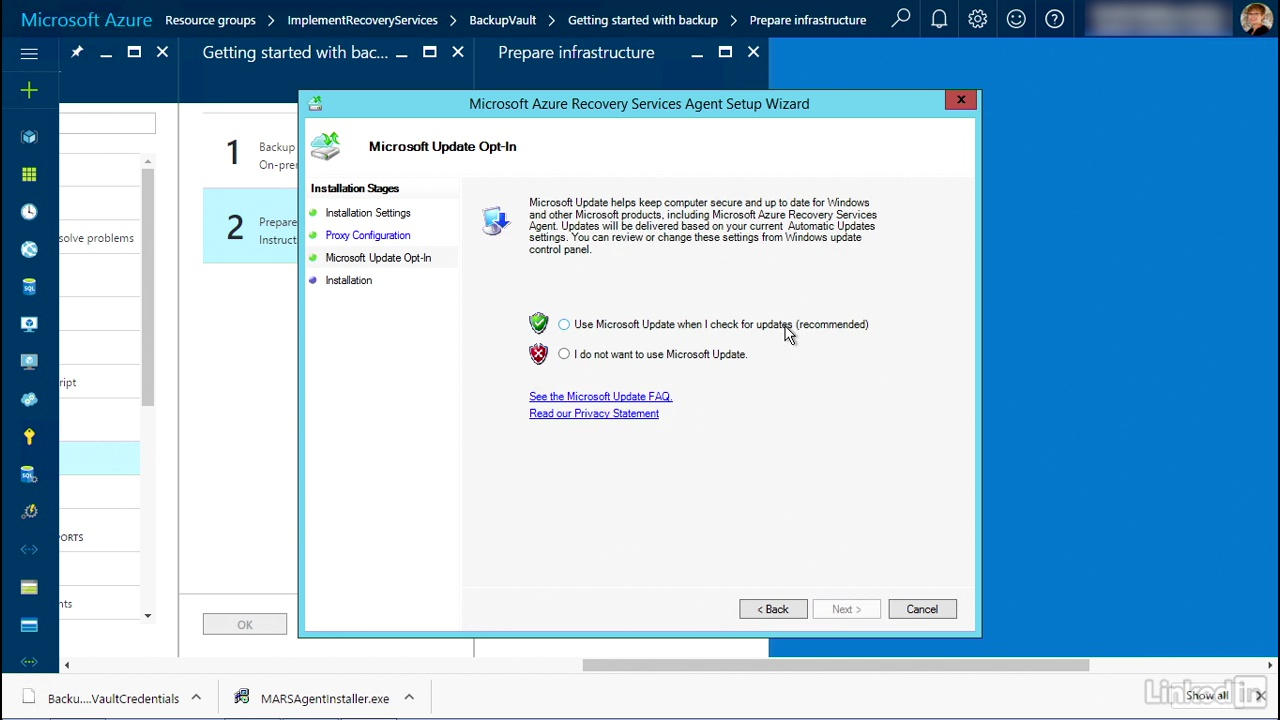 Microsoft Azure Resource groups > ImplementRecoveryServices > BackupVault > Getting started with backup > Prepare infrastructure
Getting started with bac...
Prepare infrastructure
Microsoft Azure Recovery Services Agent Setup Wizard
Microsoft Update Opt-In
1
Backup
On-pre
2
Prepare
Instruct
solve problems
ript
PORTS
nts
OK
Installation Stages
Installation Settings
Proxy Configuration
Microsoft Update Opt-In
Installation
Microsoft Update helps keep computer secure and up to date for Windows
and other Microsoft products, including Microsoft Azure Recovery Services
Agent. Updates will be delivered based on your current Automatic Updates
settings. You can review or change these settings from Windows update
control panel.
Use Microsoft Update when I check for updates (recommended)
I do not want to use Microsoft Update.
See the Microsoft Update FAQ.
Read our Privacy Statement
< Back Next > Cancel
Backu....VaultCredentials
MARSAgentInstaller.exe
Show all
Linked in